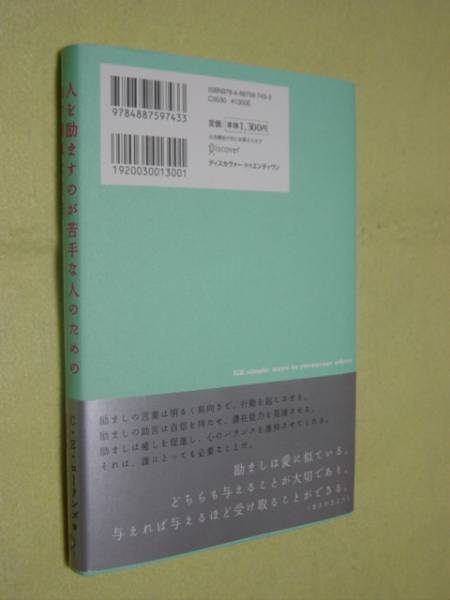 人を励ますのが苦手な人のための
9784887597433
1920030013001
ISBN978-4-88759-743-3
C0030 ¥1300E
定価: 本体1,300円
Discover
ディスカヴァー・トゥエンティワン
励ましの言葉は明るく前向きで、行動を起こさせる。
励ましの助言は自信を持たせ、潜在能力を発揮させる。
励ましは癒しを促進し、心のバランスを維持させてくれる。
それは、誰にとっても必要なことだ。
励ましは愛に似ている。
どちらも与えることが大切であり、
与えれば与えるほど受け取ることができる。